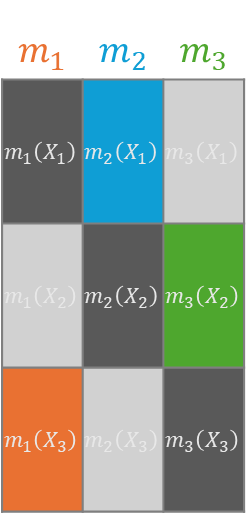 m₁ m₂ m₃
m₁(X₁) m₂(X₁) m₃(X₁)
m₁(X₂) m₂(X₂) m₃(X₂)
m₁(X₃) m₂(X₃) m₃(X₃)